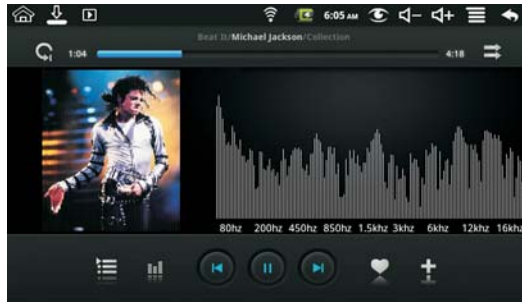 6:05 AM
Beat It/Michael Jackson/Collection
1:04
4:18
80hz 200hz 450hz 850hz 1.5khz 3khz 6khz 12khz 16khz